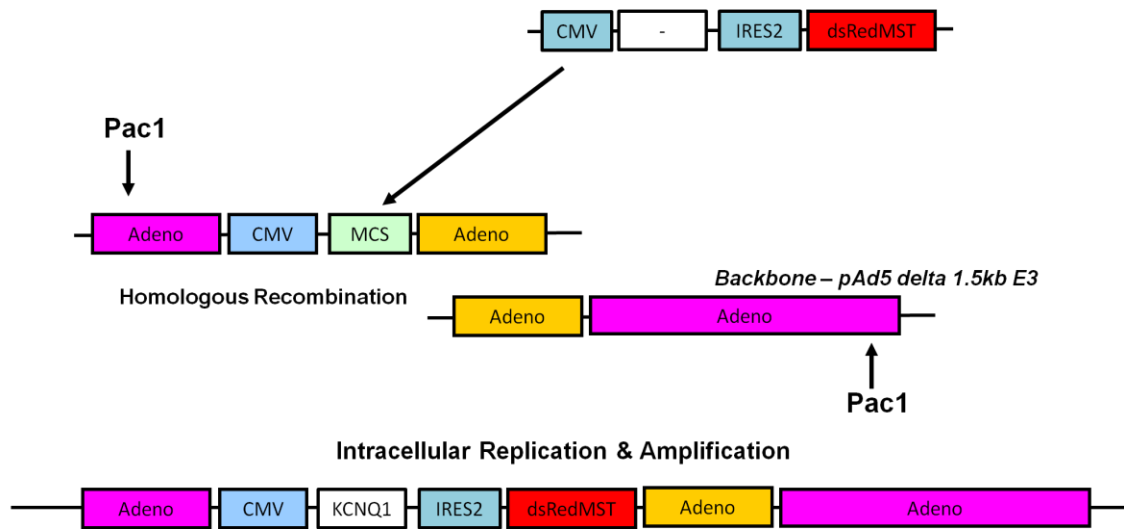 CMV - IRES2 dsRedMST
Pac1
Adeno CMV MCS Adeno
Backbone – pAd5 delta 1.5kb E3
Homologous Recombination
Adeno Adeno
Pac1
Intracellular Replication & Amplification
Adeno CMV KCNQ1 IRES2 dsRedMST Adeno Adeno